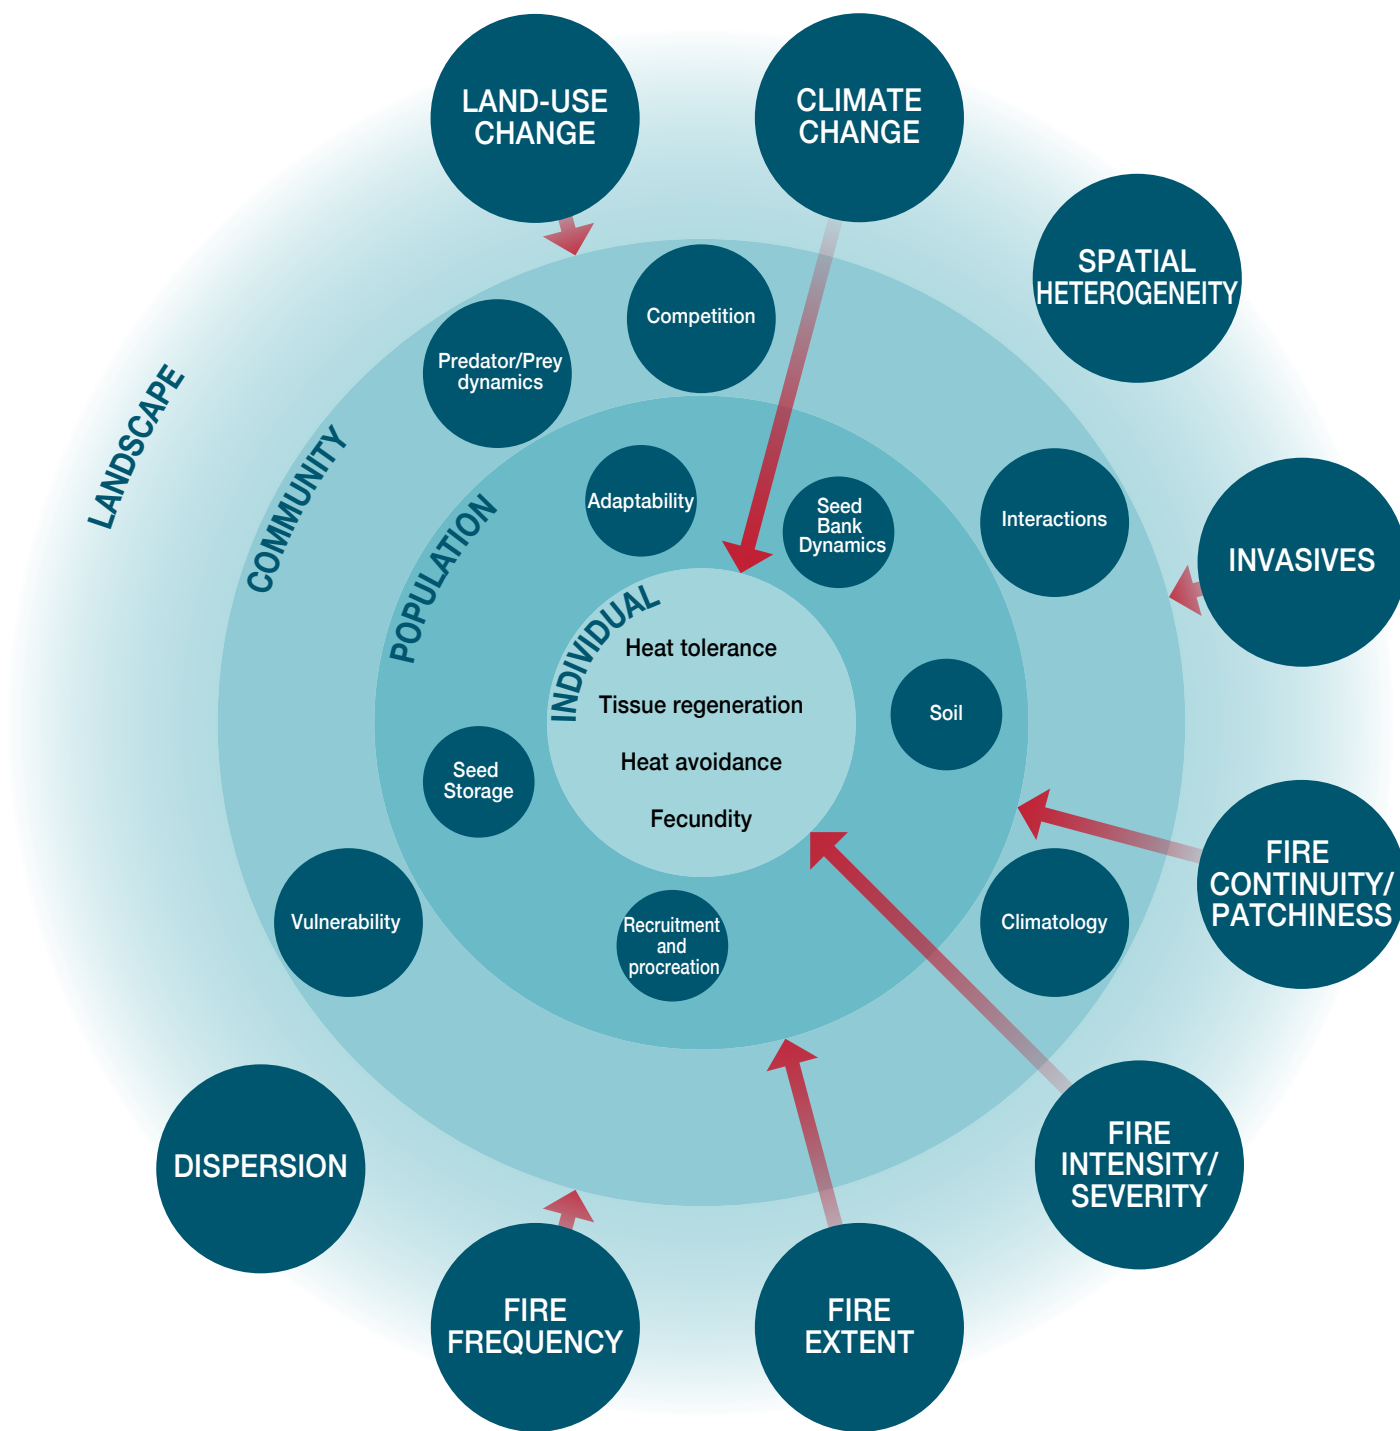 LAND-USE
CHANGE
CLIMATE
CHANGE
SPATIAL
HETEROGENEITY
Competition
Predator/Prey
dynamics
LANDSCAPE
COMMUNITY
POPULATION
INDIVIDUAL
Adaptability
Seed
Bank
Dynamics
Interactions
INVASIVES
Heat tolerance
Tissue regeneration
Heat avoidance
Fecundity
Soil
Seed
Storage
FIRE
CONTINUITY/
PATCHINESS
Vulnerability
Recruitment
and
procreation
Climatology
DISPERSION
FIRE
INTENSITY/
SEVERITY
FIRE
FREQUENCY
FIRE
EXTENT